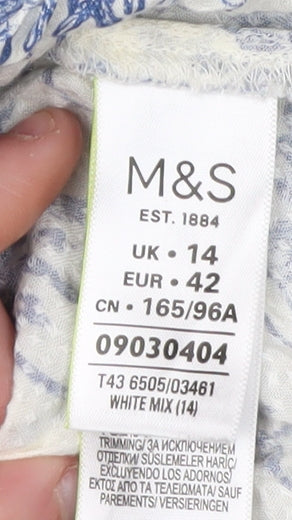 M&S
EST. 1884
UK • 14
EUR • 42
CN • 165/96A
09030404
T43 6505/03461
WHITE MIX (14)
TRIMMING/ ЗА ИСКЛЮЧЕНИЕМ
ОТДЕЛКИ/ SÜSLEMELER HARİÇ/
EXCLUYENDO LOS ADORNOS/
ΕΚΤΟΣ ΑΠΟ ΤΑ ΤΕΛΕΙΩΜΑΤΑ/ SAUF
PAREMENTS/ VERSIERINGEN